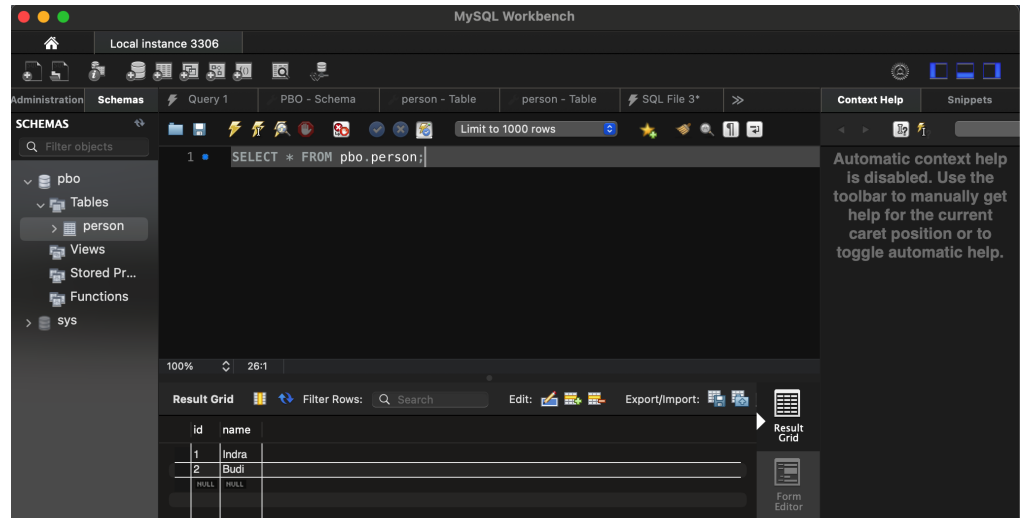 MySQL Workbench
Local instance 3306
Administration Schemas
Query 1 PBO - Schema person - Table person - Table SQL File 3* >>
Context Help Snippets
SCHEMAS
Filter objects
pbo
Tables
person
Views
Stored Pr...
Functions
sys
Limit to 1000 rows
1 SELECT * FROM pbo.person;
100% 26:1
Result Grid Filter Rows: Search Edit: Export/Import:
id name
1 Indra
2 Budi
NULL NULL
Result
Grid
Form
Editor
Automatic context help
is disabled. Use the
toolbar to manually get
help for the current
caret position or to
toggle automatic help.